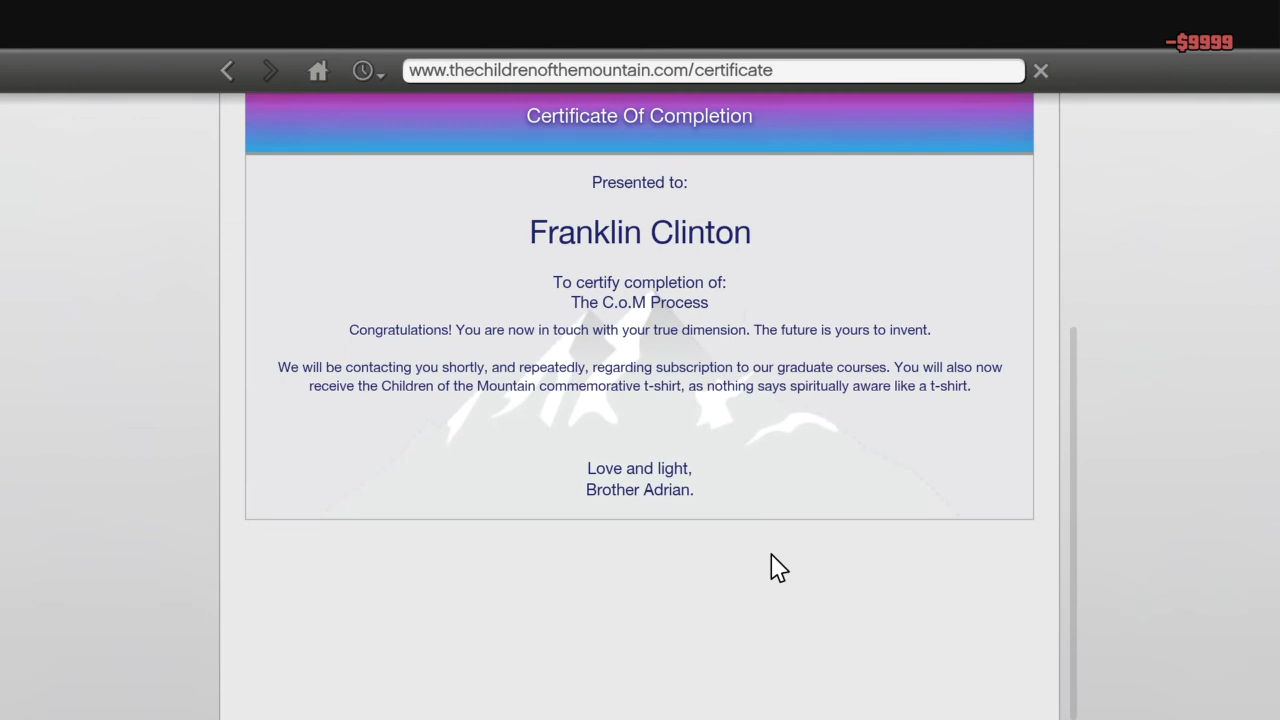 -$9999
www.thechildrenofthemountain.com/certificate
Certificate Of Completion
Presented to:
Franklin Clinton
To certify completion of:
The C.o.M Process
Congratulations! You are now in touch with your true dimension. The future is yours to invent.
We will be contacting you shortly, and repeatedly, regarding subscription to our graduate courses. You will also now
receive the Children of the Mountain commemorative t-shirt, as nothing says spiritually aware like a t-shirt.
Love and light,
Brother Adrian.